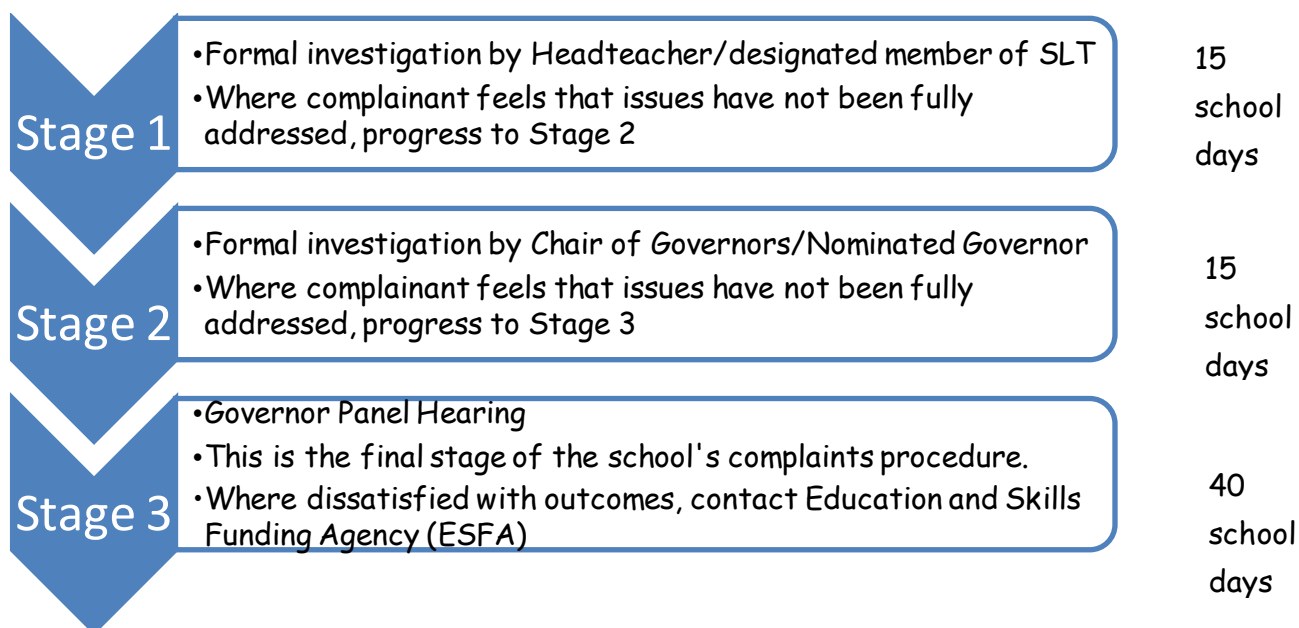 Stage 1
•Formal investigation by Headteacher/designated member of SLT
•Where complainant feels that issues have not been fully
addressed, progress to Stage 2
15
school
days
Stage 2
•Formal investigation by Chair of Governors/Nominated Governor
•Where complainant feels that issues have not been fully
addressed, progress to Stage 3
15
school
days
Stage 3
•Governor Panel Hearing
•This is the final stage of the school's complaints procedure.
•Where dissatisfied with outcomes, contact Education and Skills
Funding Agency (ESFA)
40
school
days